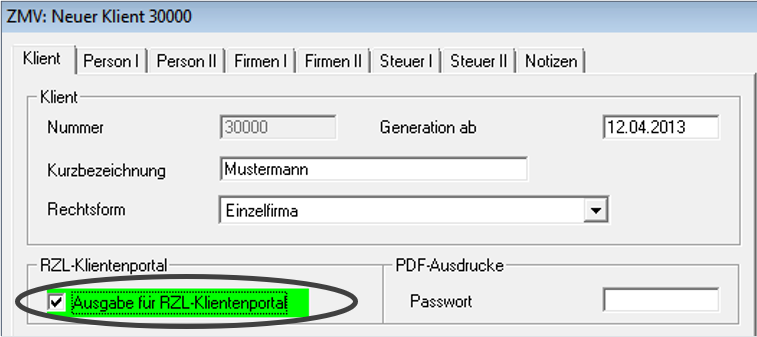 ZMV: Neuer Klient 30000
Klient Person I Person II Firmen I Firmen II Steuer I Steuer II Notizen
Klient
Nummer 30000 Generation ab 12.04.2013
Kurzbezeichnung Mustermann
Rechtsform Einzelfirma
RZL-Klientenportal PDF-Ausdrucke
Ausgabe für RZL-Klientenportal Passwort